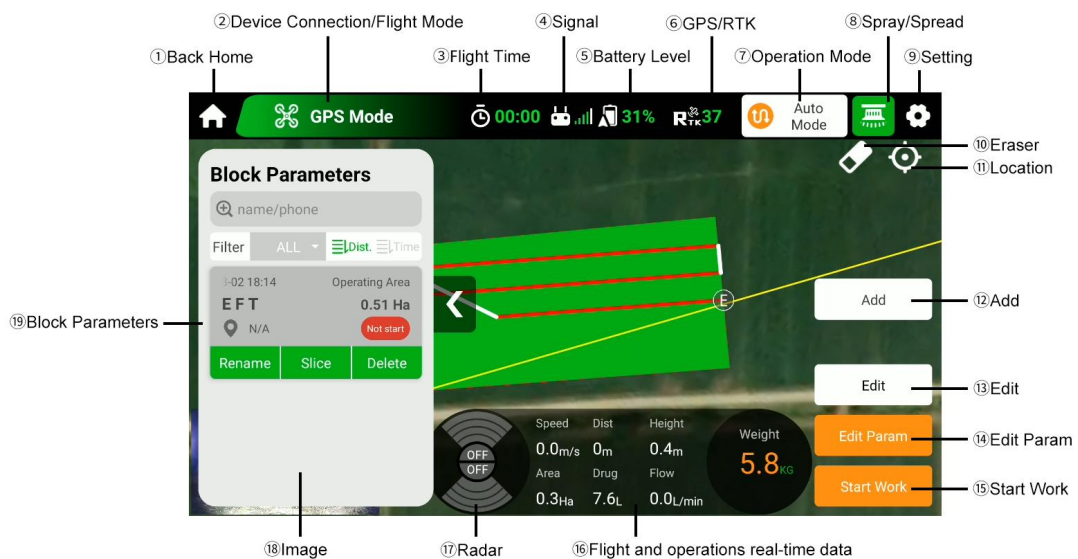 ②Device Connection/Flight Mode
④Signal
⑥GPS/RTK
⑧Spray/Spread
①Back Home
③Flight Time
⑤Battery Level
⑦Operation Mode
⑨Setting
GPS Mode
00:00
31%
RTK 37
Auto
Mode
⑩Eraser
⑪Location
Block Parameters
name/phone
Filter
ALL
Dist.
Time
-02 18:14
Operating Area
E F T
0.51 Ha
N/A
Not start
Rename
Slice
Delete
E
Add
⑫Add
⑲Block Parameters
Edit
⑬Edit
Edit Param
⑭Edit Param
Start Work
⑮Start Work
OFF
OFF
Speed Dist Height
0.0m/s 0m 0.4m
Area Drug Flow
0.3Ha 7.6L 0.0L/min
Weight
5.8KG
⑱Image
⑰Radar
⑯Flight and operations real-time data